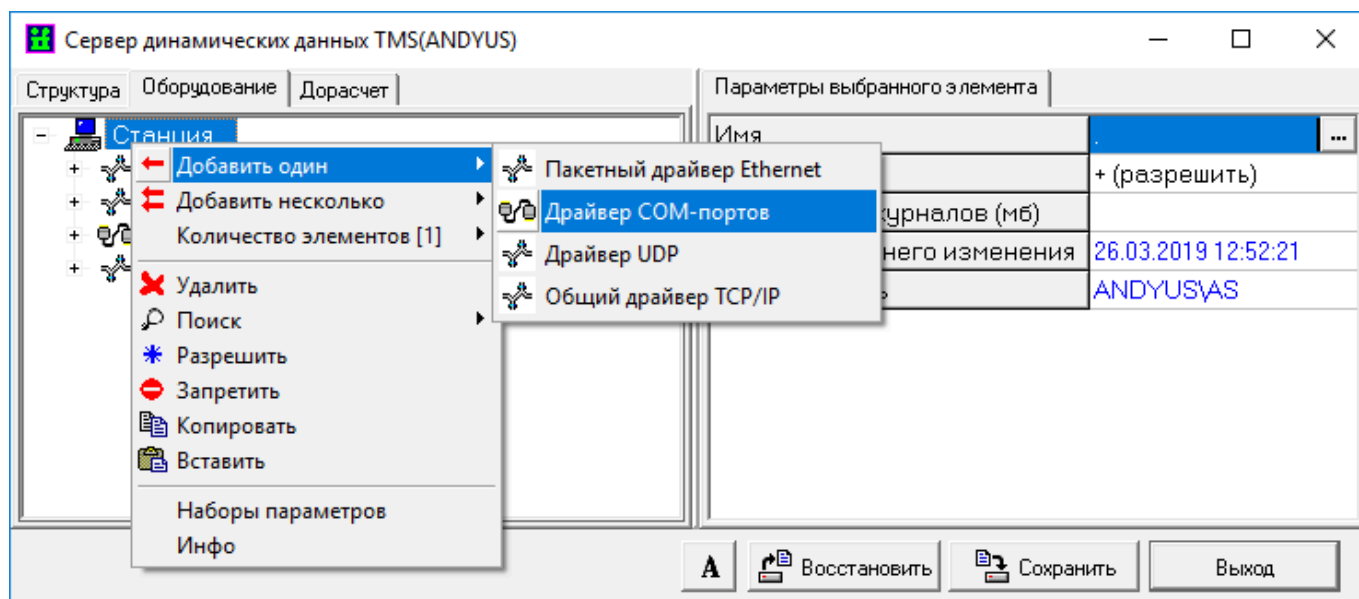 Сервер динамических данных TMS(ANDYUS)
Структура Оборудование Дорасчет
Параметры выбранного элемента
Станция
Имя
. ...
Добавить один
Пакетный драйвер Ethernet
+ (разрешить)
Добавить несколько
Драйвер COM-портов
урналов (мб)
Количество элементов [1]
Драйвер UDP
него изменения 26.03.2019 12:52:21
Удалить
Общий драйвер TCP/IP
ANDYUS\AS
Поиск
Разрешить
Запретить
Копировать
Вставить
Наборы параметров
Инфо
A Восстановить Сохранить Выход